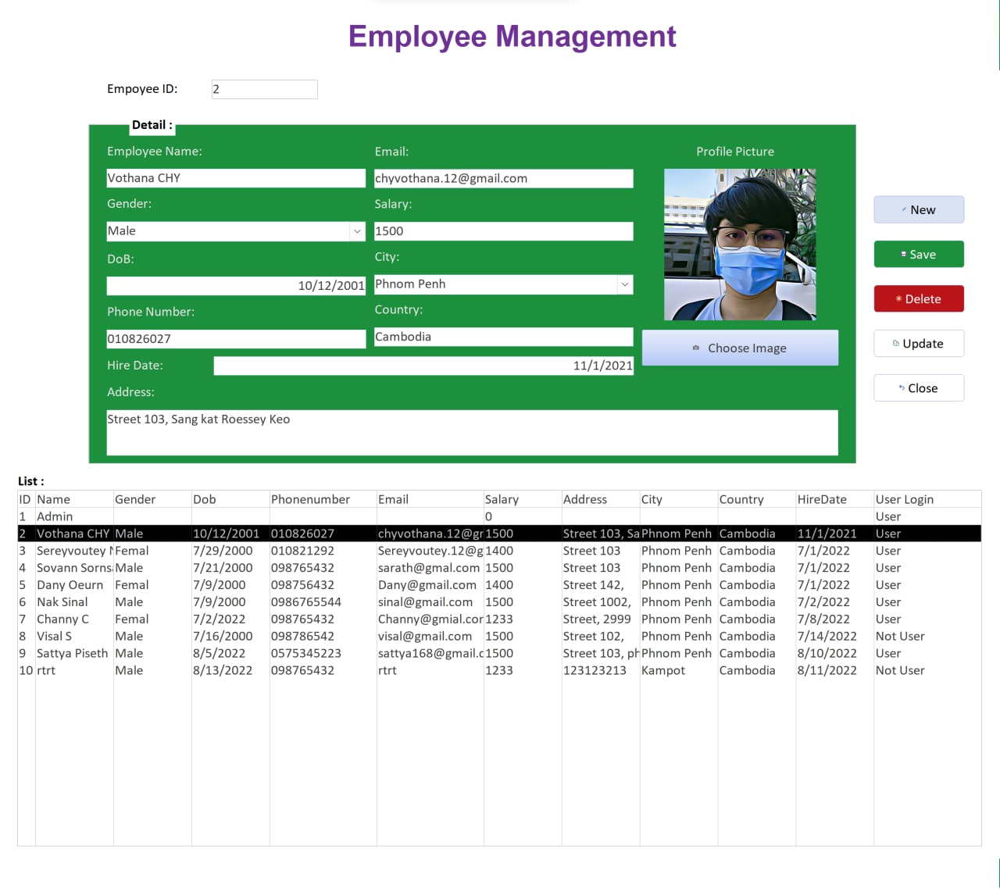 Employee Management
Empoyee ID: 2
Detail :
Employee Name: Email: Profile Picture
Vothana CHY chyvothana.12@gmail.com
Gender: Salary:
Male 1500
DoB: City:
10/12/2001 Phnom Penh
Phone Number: Country:
010826027 Cambodia
Hire Date: 11/1/2021
Choose Image
Address:
Street 103, Sang kat Roessey Keo
New
Save
Delete
Update
Close
List :
ID Name Gender Dob Phonenumber Email Salary Address City Country HireDate User Login
1 Admin 0 User
2 Vothana CHY Male 10/12/2001 010826027 chyvothana.12@gr 1500 Street 103, Sa Phnom Penh Cambodia 11/1/2021 User
3 Sereyvoutey Femal 7/29/2000 010821292 Sereyvoutey.12@g 1400 Street 103 Phnom Penh Cambodia 7/1/2022 User
4 Sovann Sorns Male 7/21/2000 098765432 sarath@gmal.com 1500 Street 103 Phnom Penh Cambodia 7/1/2022 User
5 Dany Oeurn Femal 7/9/2000 098756432 Dany@gmail.com 1400 Street 142, Phnom Penh Cambodia 7/1/2022 User
6 Nak Sinal Male 7/9/2000 0986765544 sinal@gmail.com 1500 Street 1002, Phnom Penh Cambodia 7/2/2022 User
7 Channy C Femal 7/2/2022 098765432 Channy@gmial.cor 1233 Street, 2999 Phnom Penh Cambodia 7/8/2022 User
8 Visal S Male 7/16/2000 098786542 visal@gmail.com 1500 Street 102, Phnom Penh Cambodia 7/14/2022 Not User
9 Sattya Piseth Male 8/5/2022 0575345223 sattya168@gmail.c 1500 Street 103, ph Phnom Penh Cambodia 8/10/2022 User
10 rtrt Male 8/13/2022 098765432 rtrt 1233 123123213 Kampot Cambodia 8/11/2022 Not User